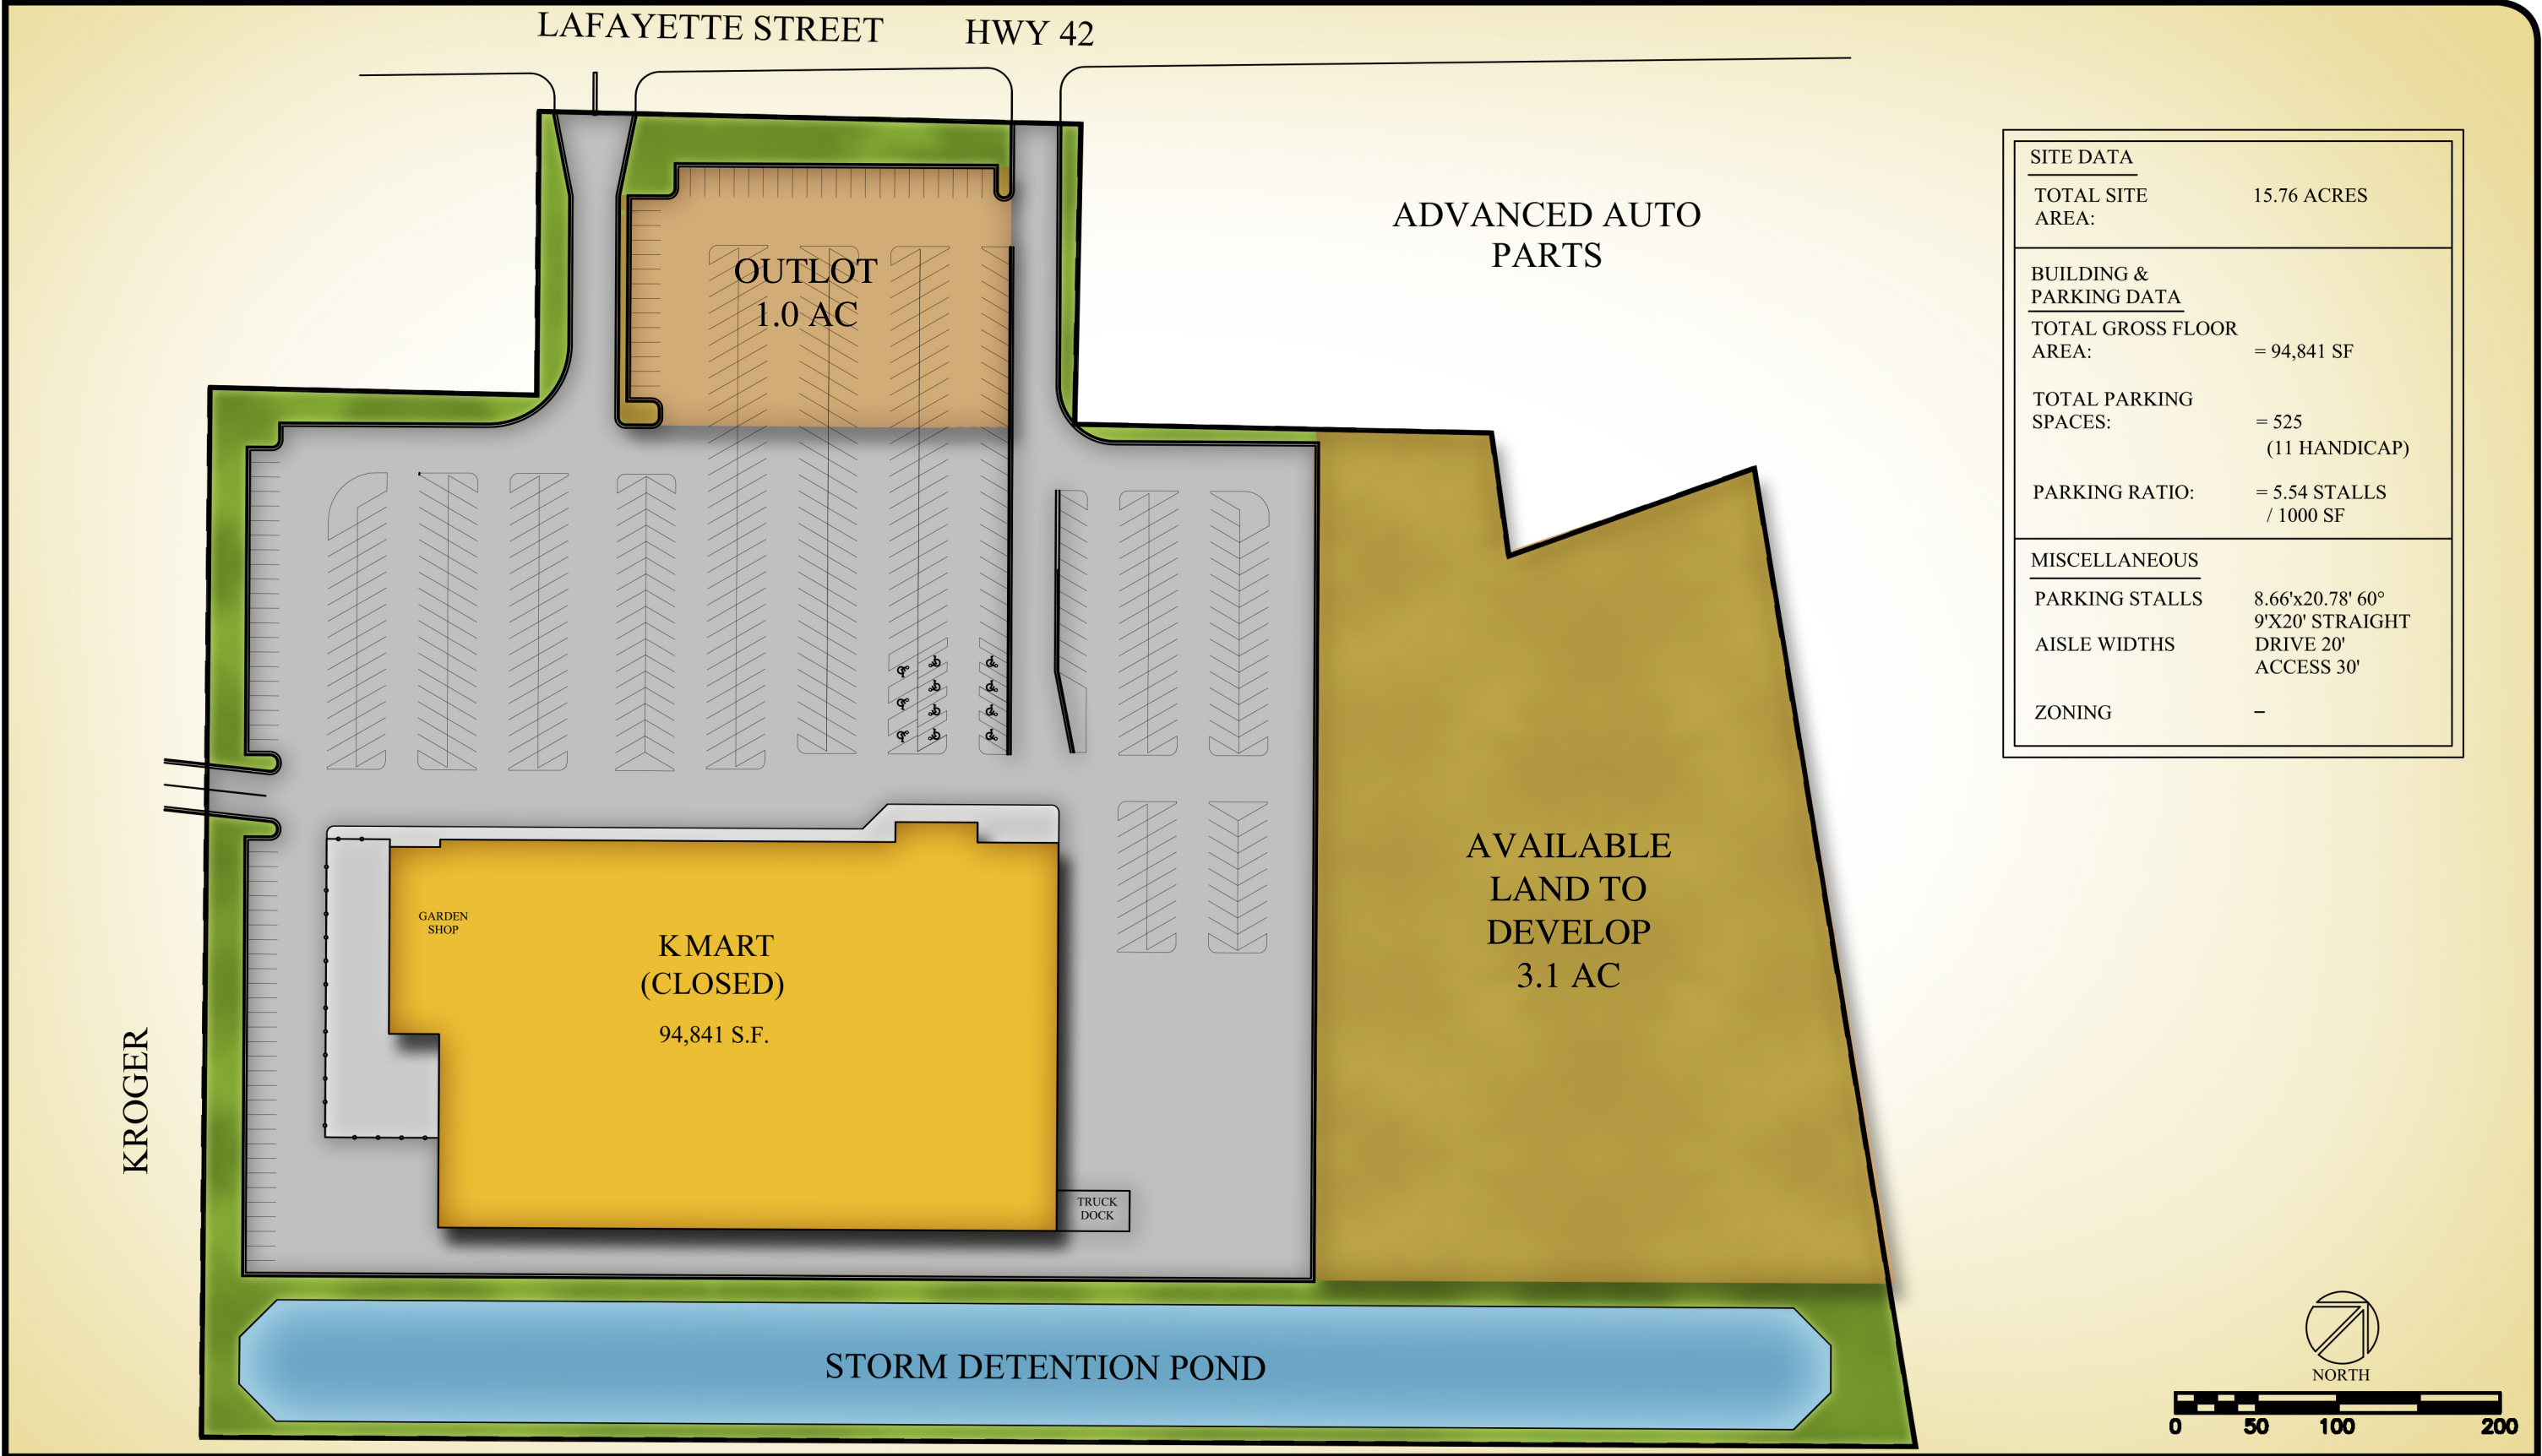 LAFAYETTE STREET
HWY 42
ADVANCED AUTO
PARTS
OUTLOT
1.0 AC
KROGER
GARDEN
SHOP
K MART
(CLOSED)
94,841 S.F.
TRUCK
DOCK
AVAILABLE
LAND TO
DEVELOP
3.1 AC
STORM DETENTION POND
SITE DATA
TOTAL SITE 15.76 ACRES
AREA:
BUILDING &
PARKING DATA
TOTAL GROSS FLOOR
AREA: = 94,841 SF
TOTAL PARKING
SPACES: = 525
(11 HANDICAP)
PARKING RATIO: = 5.54 STALLS
/ 1000 SF
MISCELLANEOUS
PARKING STALLS 8.66'x20.78' 60°
9'X20' STRAIGHT
AISLE WIDTHS DRIVE 20'
ACCESS 30'
ZONING –
NORTH
0 50 100 200